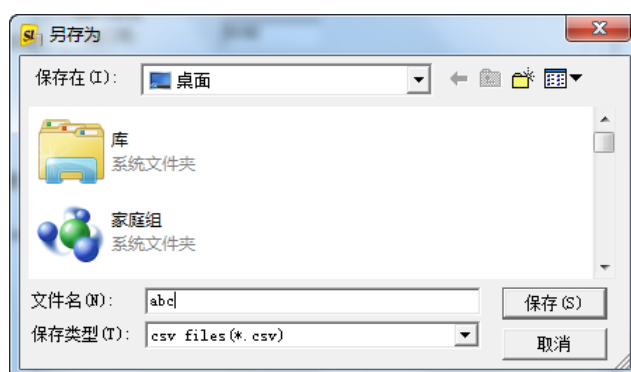 SL 另存为
保存在(I): 桌面
库
系统文件夹
家庭组
系统文件夹
文件名(N): abc
保存(S)
保存类型(T): csv files(*.csv)
取消